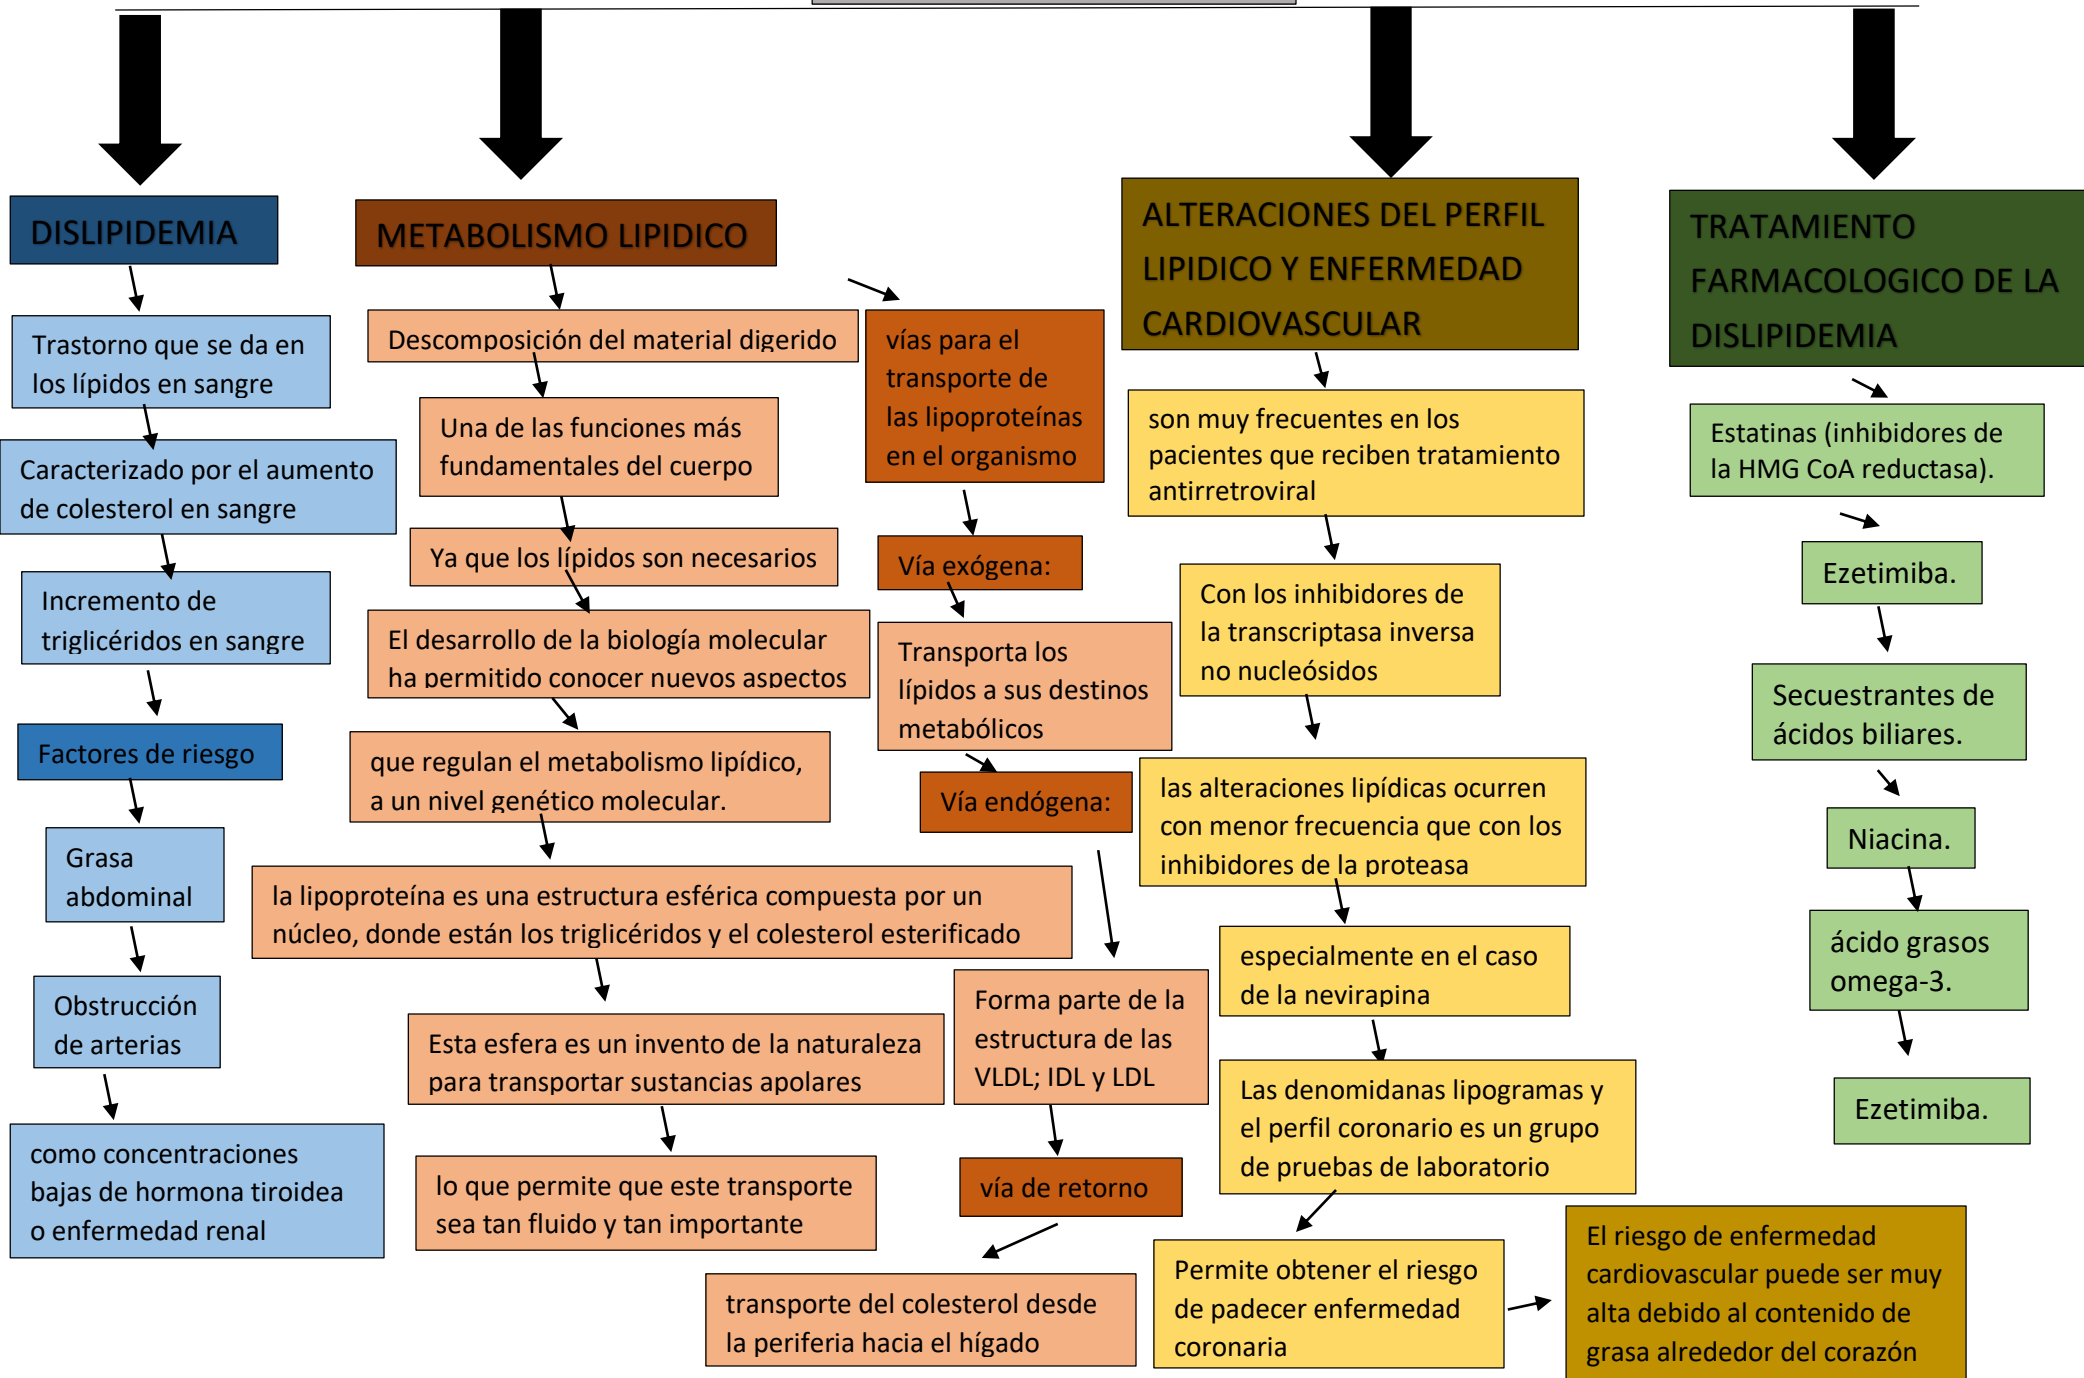 DISLIPIDEMIA
Trastorno que se da en
los lípidos en sangre
Caracterizado por el aumento
de colesterol en sangre
Incremento de
triglicéridos en sangre
Factores de riesgo
Grasa
abdominal
Obstrucción
de arterias
como concentraciones
bajas de hormona tiroidea
o enfermedad renal
METABOLISMO LIPIDICO
Descomposición del material digerido
Una de las funciones más
fundamentales del cuerpo
Ya que los lípidos son necesarios
El desarrollo de la biología molecular
ha permitido conocer nuevos aspectos
que regulan el metabolismo lipídico,
a un nivel genético molecular.
la lipoproteína es una estructura esférica compuesta por un
núcleo, donde están los triglicéridos y el colesterol esterificado
Esta esfera es un invento de la naturaleza
para transportar sustancias apolares
lo que permite que este transporte
sea tan fluido y tan importante
vías para el
transporte de
las lipoproteínas
en el organismo
Vía exógena:
Transporta los
lípidos a sus destinos
metabólicos
Vía endógena:
Forma parte de la
estructura de las
VLDL; IDL y LDL
vía de retorno
transporte del colesterol desde
la periferia hacia el hígado
ALTERACIONES DEL PERFIL
LIPIDICO Y ENFERMEDAD
CARDIOVASCULAR
son muy frecuentes en los
pacientes que reciben tratamiento
antirretroviral
Con los inhibidores de
la transcriptasa inversa
no nucleósidos
las alteraciones lipídicas ocurren
con menor frecuencia que con los
inhibidores de la proteasa
especialmente en el caso
de la nevirapina
Las denomidanas lipogramas y
el perfil coronario es un grupo
de pruebas de laboratorio
Permite obtener el riesgo
de padecer enfermedad
coronaria
El riesgo de enfermedad
cardiovascular puede ser muy
alta debido al contenido de
grasa alrededor del corazón
TRATAMIENTO
FARMACOLOGICO DE LA
DISLIPIDEMIA
Estatinas (inhibidores de
la HMG CoA reductasa).
Ezetimiba.
Secuestrantes de
ácidos biliares.
Niacina.
ácido grasos
omega-3.
Ezetimiba.